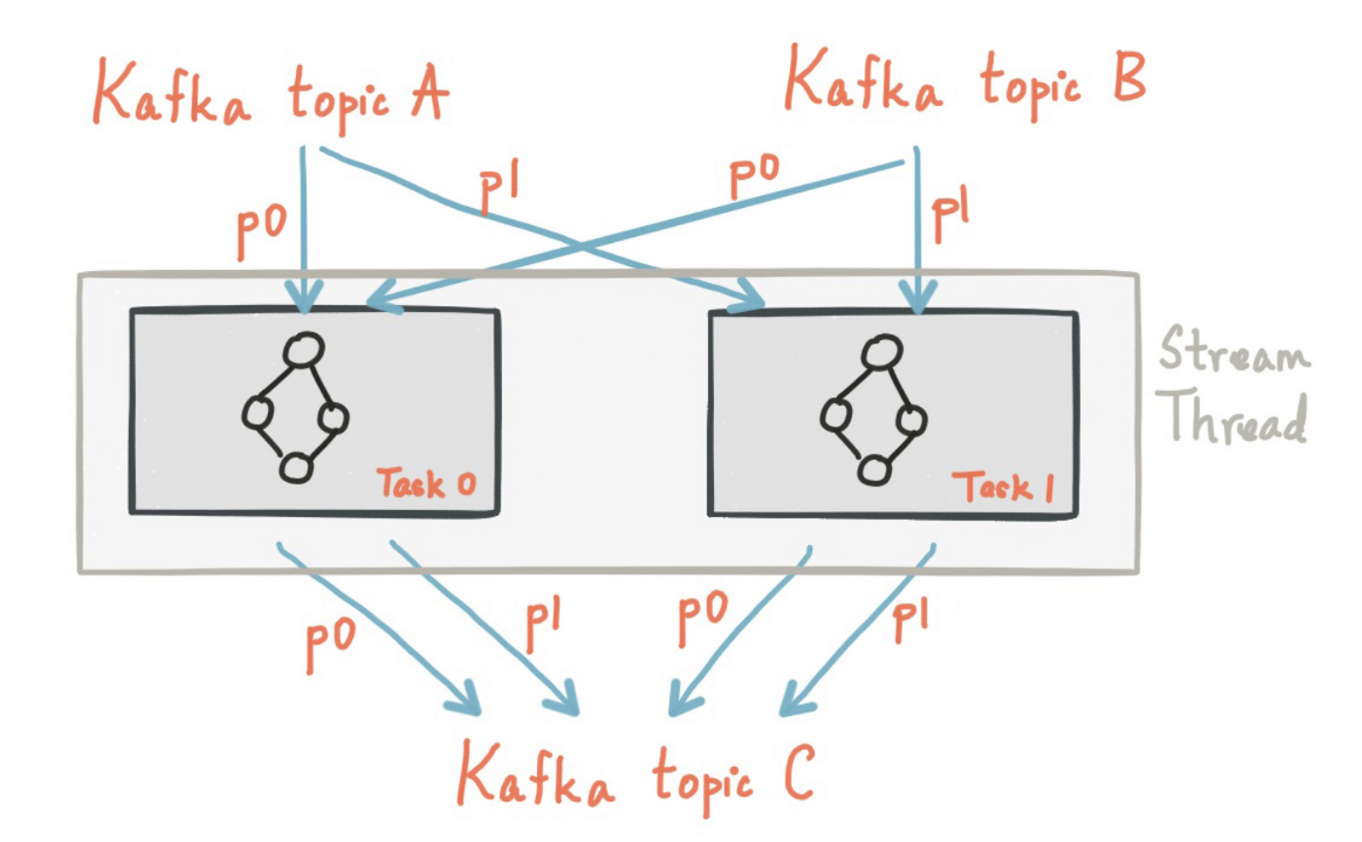 Kafka topic A
Kafka topic B
p0
p1
p0
p1
Stream
Thread
Task 0
Task 1
p0
p1
p0
p1
Kafka topic C